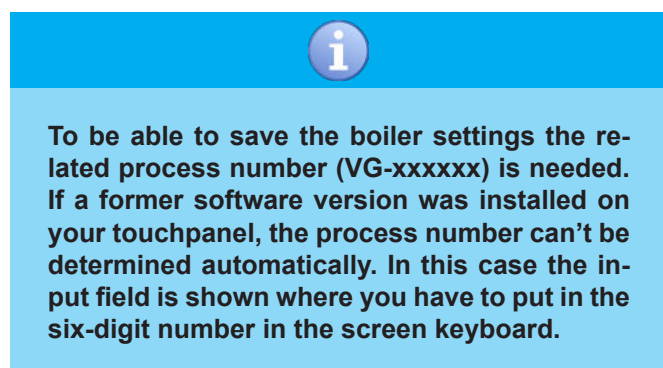 To be able to save the boiler settings the re-
lated process number (VG-xxxxxx) is needed.
If a former software version was installed on
your touchpanel, the process number can’t be
determined automatically. In this case the in-
put field is shown where you have to put in the
six-digit number in the screen keyboard.